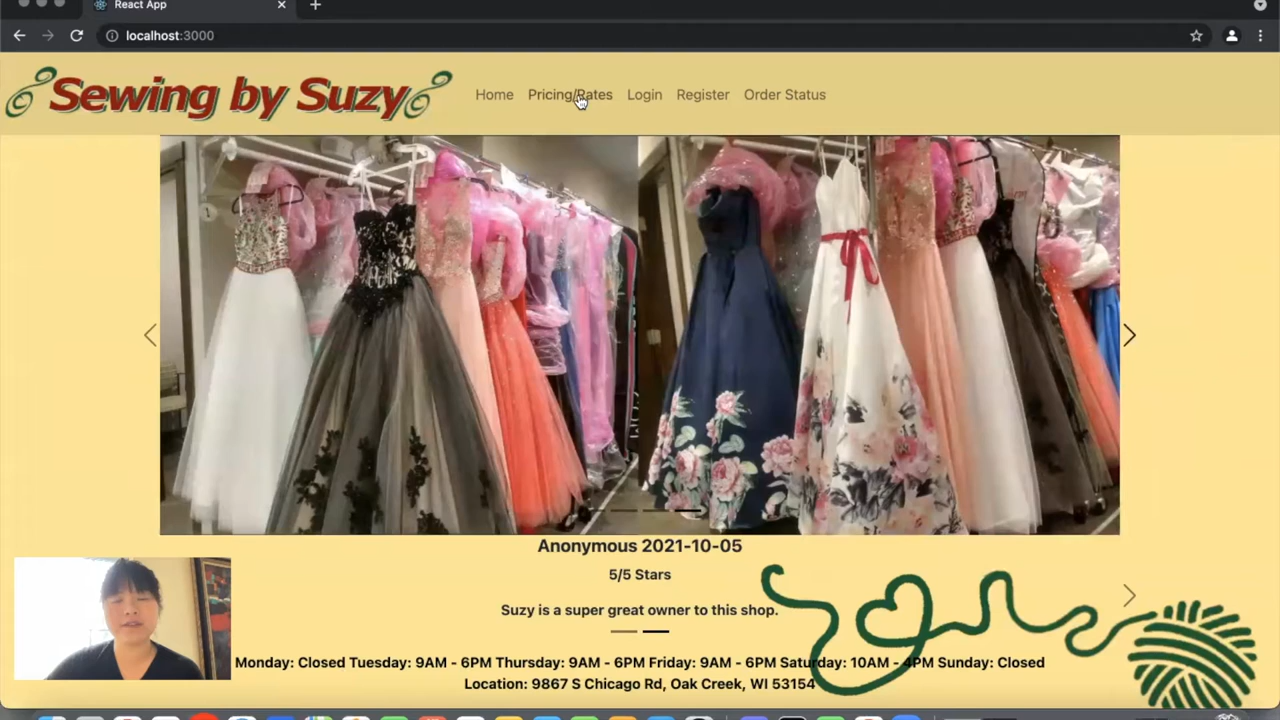 React App
localhost:3000
Sewing by Suzy
Home Pricing/Rates Login Register Order Status
Anonymous 2021-10-05
5/5 Stars
Suzy is a super great owner to this shop.
Monday: Closed Tuesday: 9AM - 6PM Thursday: 9AM - 6PM Friday: 9AM - 6PM Saturday: 10AM - 4PM Sunday: Closed
Location: 9867 S Chicago Rd, Oak Creek, WI 53154